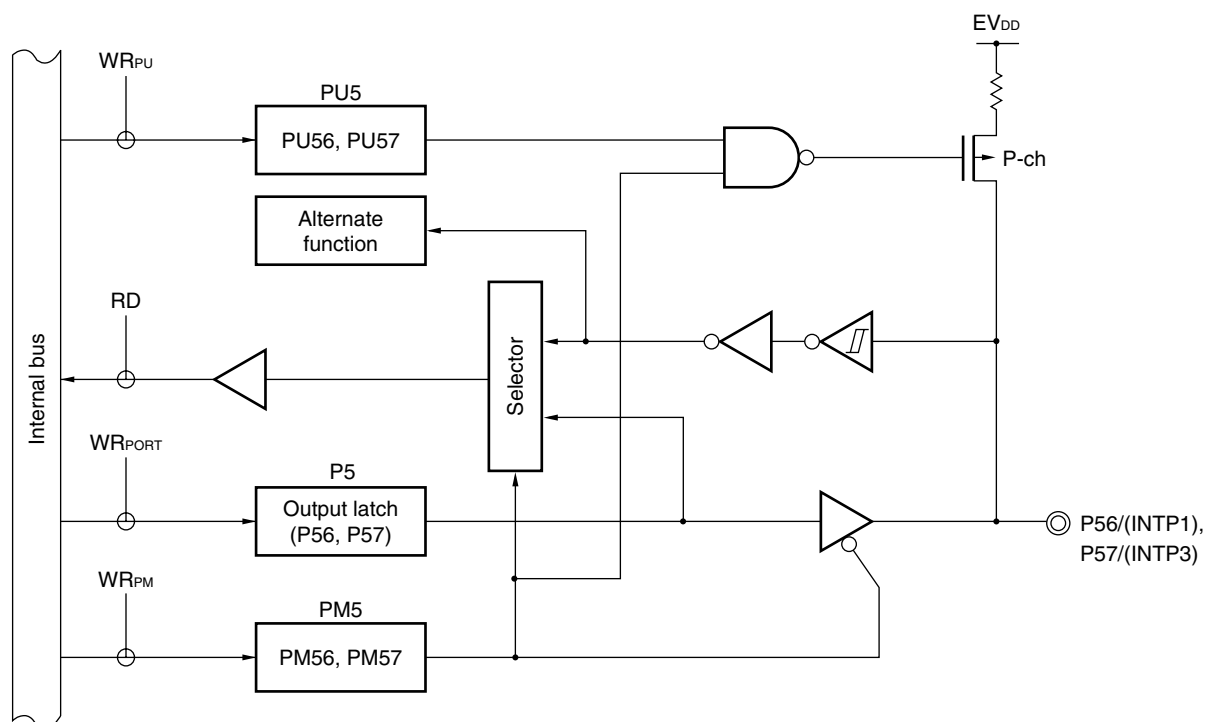 EVDD
WRPU
PU5
PU56, PU57
P-ch
Alternate
function
RD
Selector
Internal bus
WRPORT
P5
Output latch
(P56, P57)
P56/(INTP1),
P57/(INTP3)
WRPM
PM5
PM56, PM57